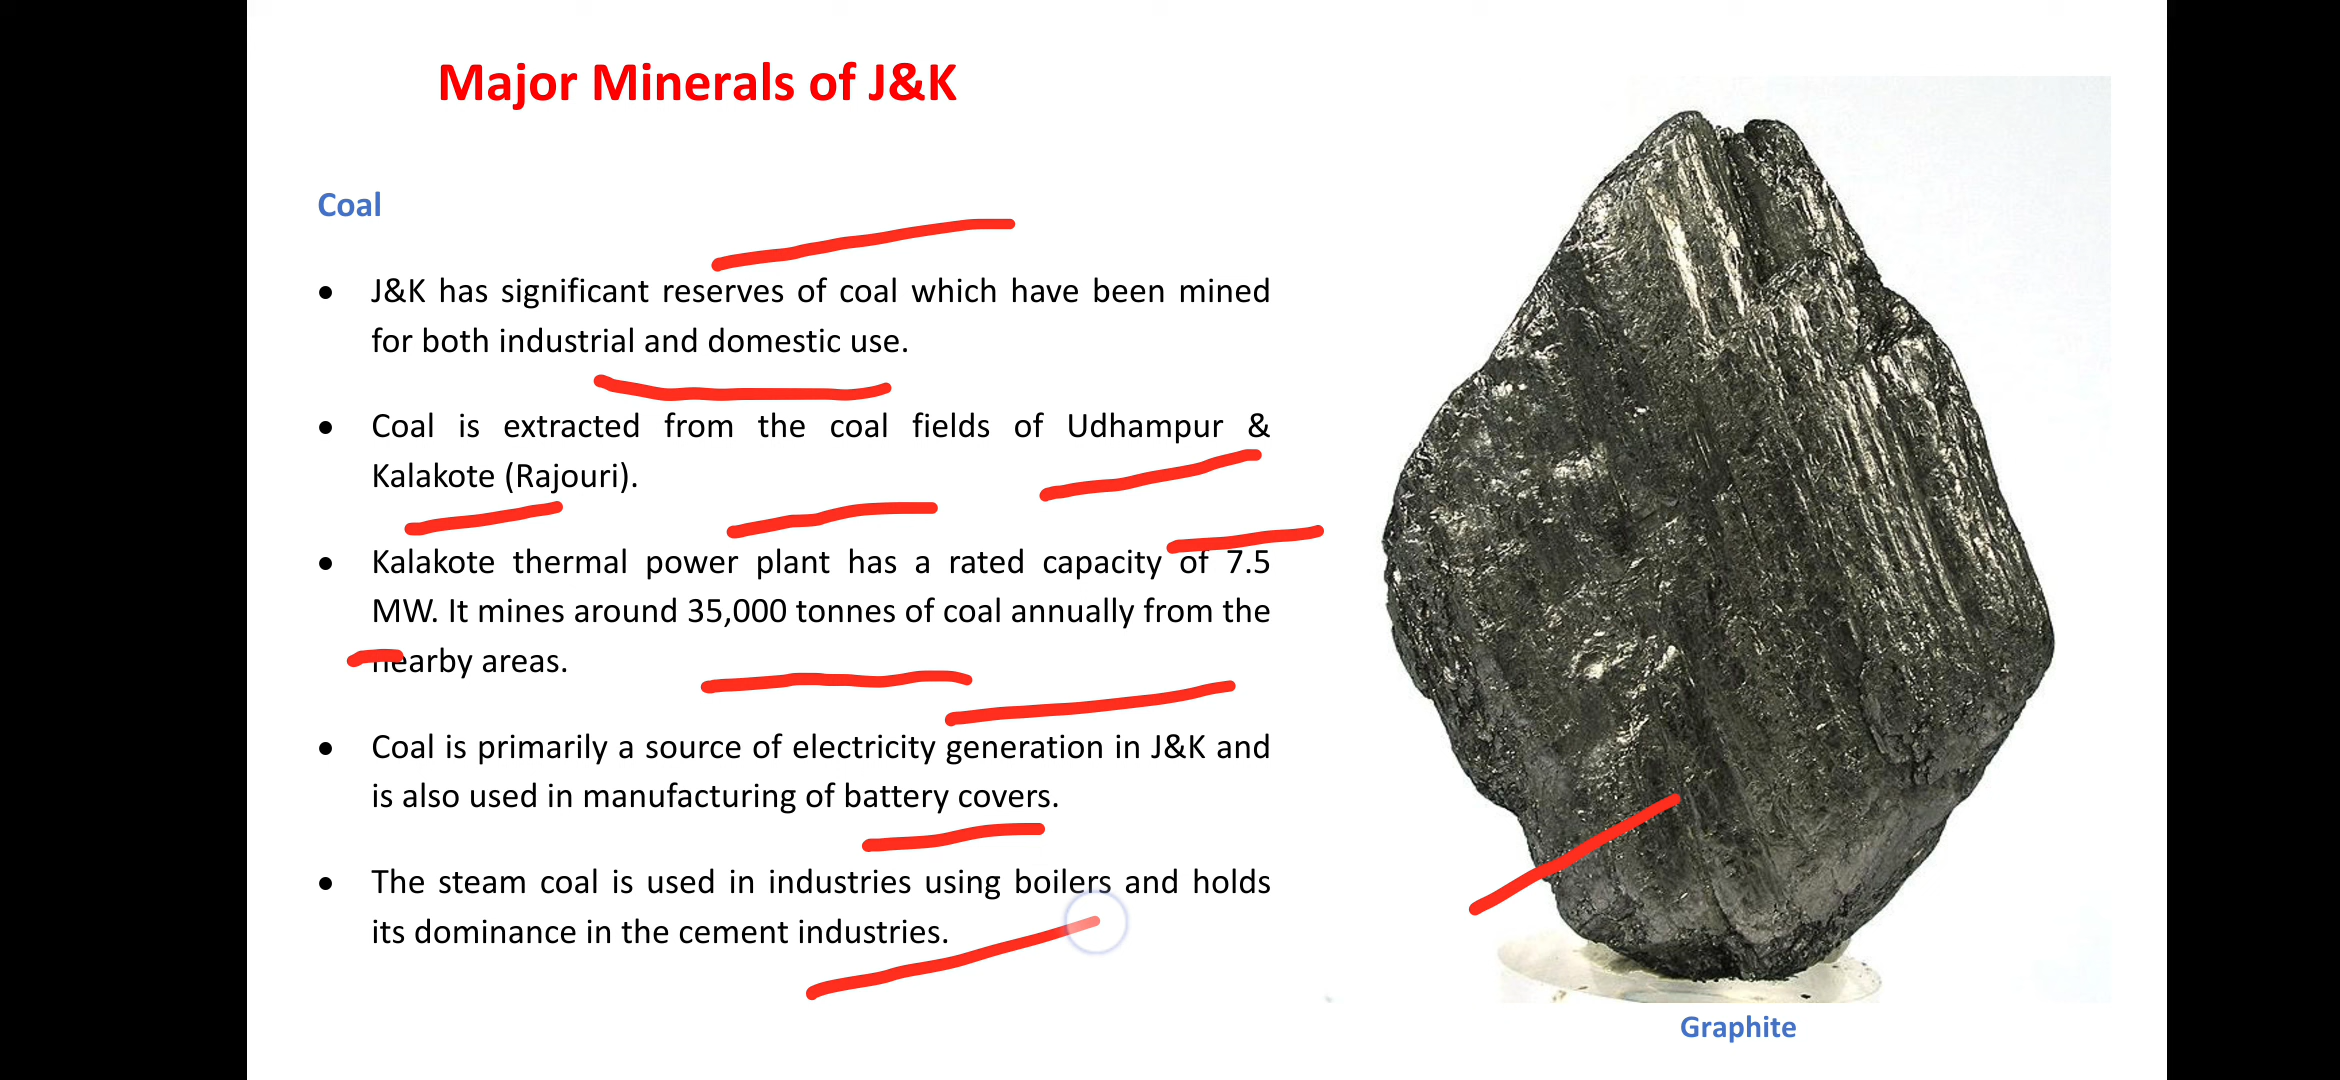 Major Minerals of J&K
Coal
• J&K has significant reserves of coal which have been mined
for both industrial and domestic use.
• Coal is extracted from the coal fields of Udhampur &
Kalakote (Rajouri).
• Kalakote thermal power plant has a rated capacity of 7.5
MW. It mines around 35,000 tonnes of coal annually from the
nearby areas.
• Coal is primarily a source of electricity generation in J&K and
is also used in manufacturing of battery covers.
• The steam coal is used in industries using boilers and holds
its dominance in the cement industries.
Graphite